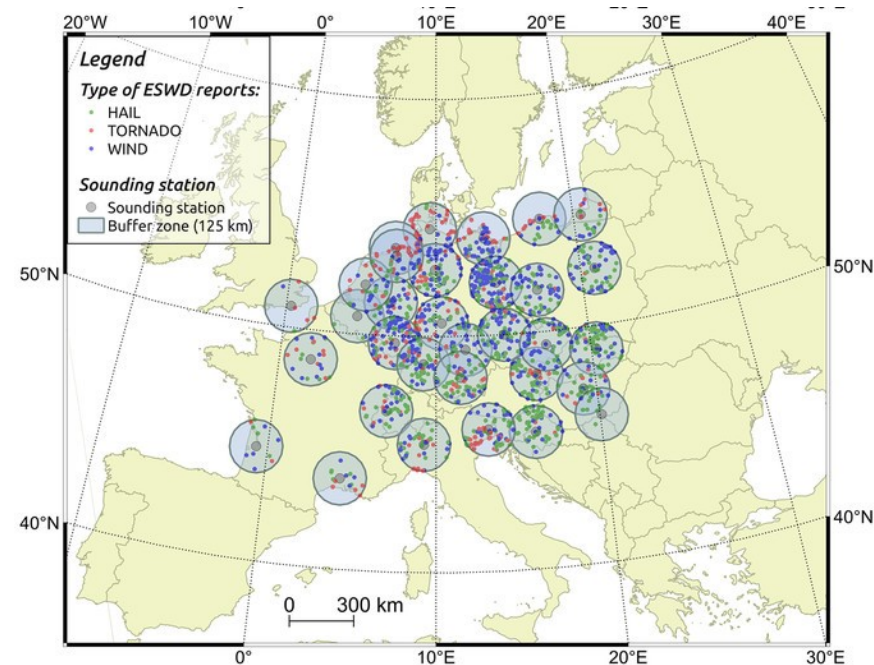 20°W 10°W 0° 10°E 20°E 30°E 40°E
Legend
Type of ESWD reports:
HAIL
TORNADO
WIND
Sounding station
Sounding station
Buffer zone (125 km)
50°N 50°N
40°N 40°N
0 300 km
0° 10°E 20°E 30°E